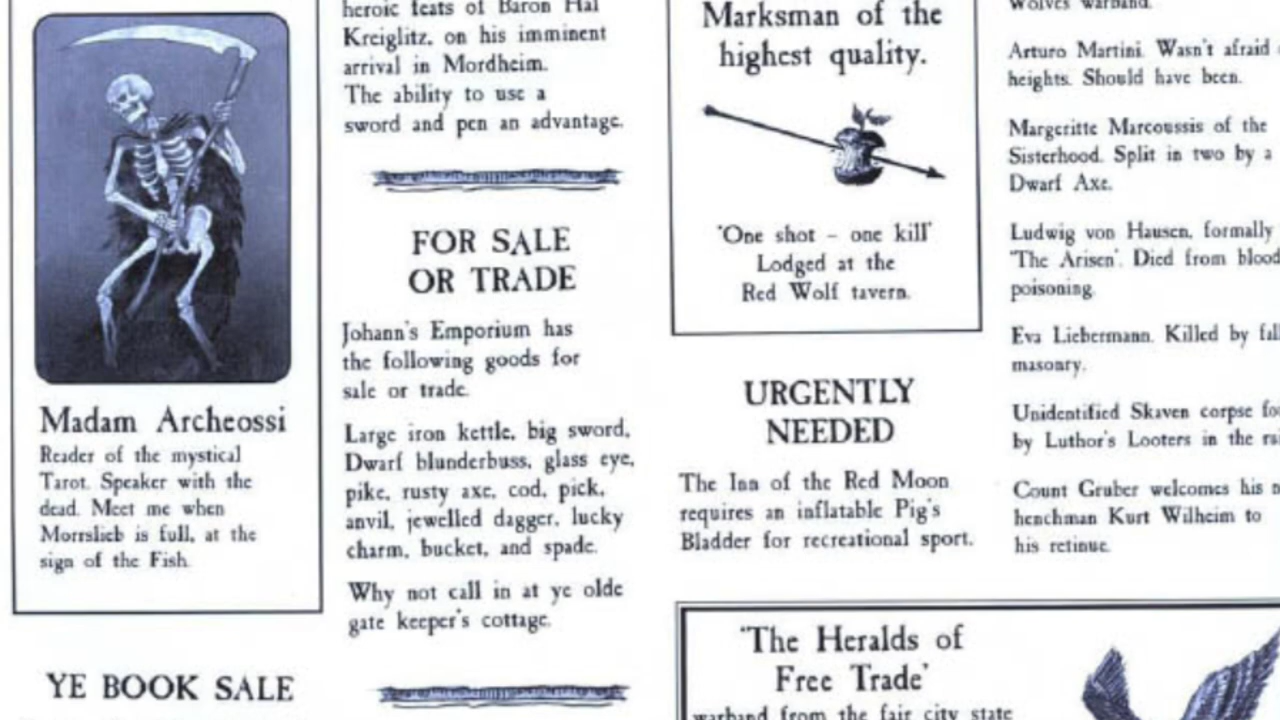 Madam Archeossi
Reader of the mystical
Tarot. Speaker with the
dead. Meet me when
Morrslieb is full, at the
sign of the Fish.
YE BOOK SALE
heroic feats of Baron Hal
Kreiglitz, on his imminent
arrival in Mordheim.
The ability to use a
sword and pen an advantage.
FOR SALE
OR TRADE
Johann's Emporium has
the following goods for
sale or trade.
Large iron kettle, big sword,
Dwarf blunderbuss, glass eye,
pike, rusty axe, cod, pick,
anvil, jewelled dagger, lucky
charm, bucket, and spade.
Why not call in at ye olde
gate keeper's cottage.
Marksman of the
highest quality.
'One shot – one kill'
Lodged at the
Red Wolf tavern.
URGENTLY
NEEDED
The Inn of the Red Moon
requires an inflatable Pig's
Bladder for recreational sport.
'The Heralds of
Free Trade'
warband from the fair city state
Wolves warband.
Arturo Martini. Wasn't afraid
heights. Should have been.
Margeritte Marcoussis of the
Sisterhood. Split in two by a
Dwarf Axe.
Ludwig von Hausen, formally
'The Arisen'. Died from blood
poisoning.
Eva Liebermann. Killed by
masonry.
Unidentified Skaven corpse
by Luthor's Looters in the
Count Gruber welcomes his
henchman Kurt Wilheim to
his retinue.